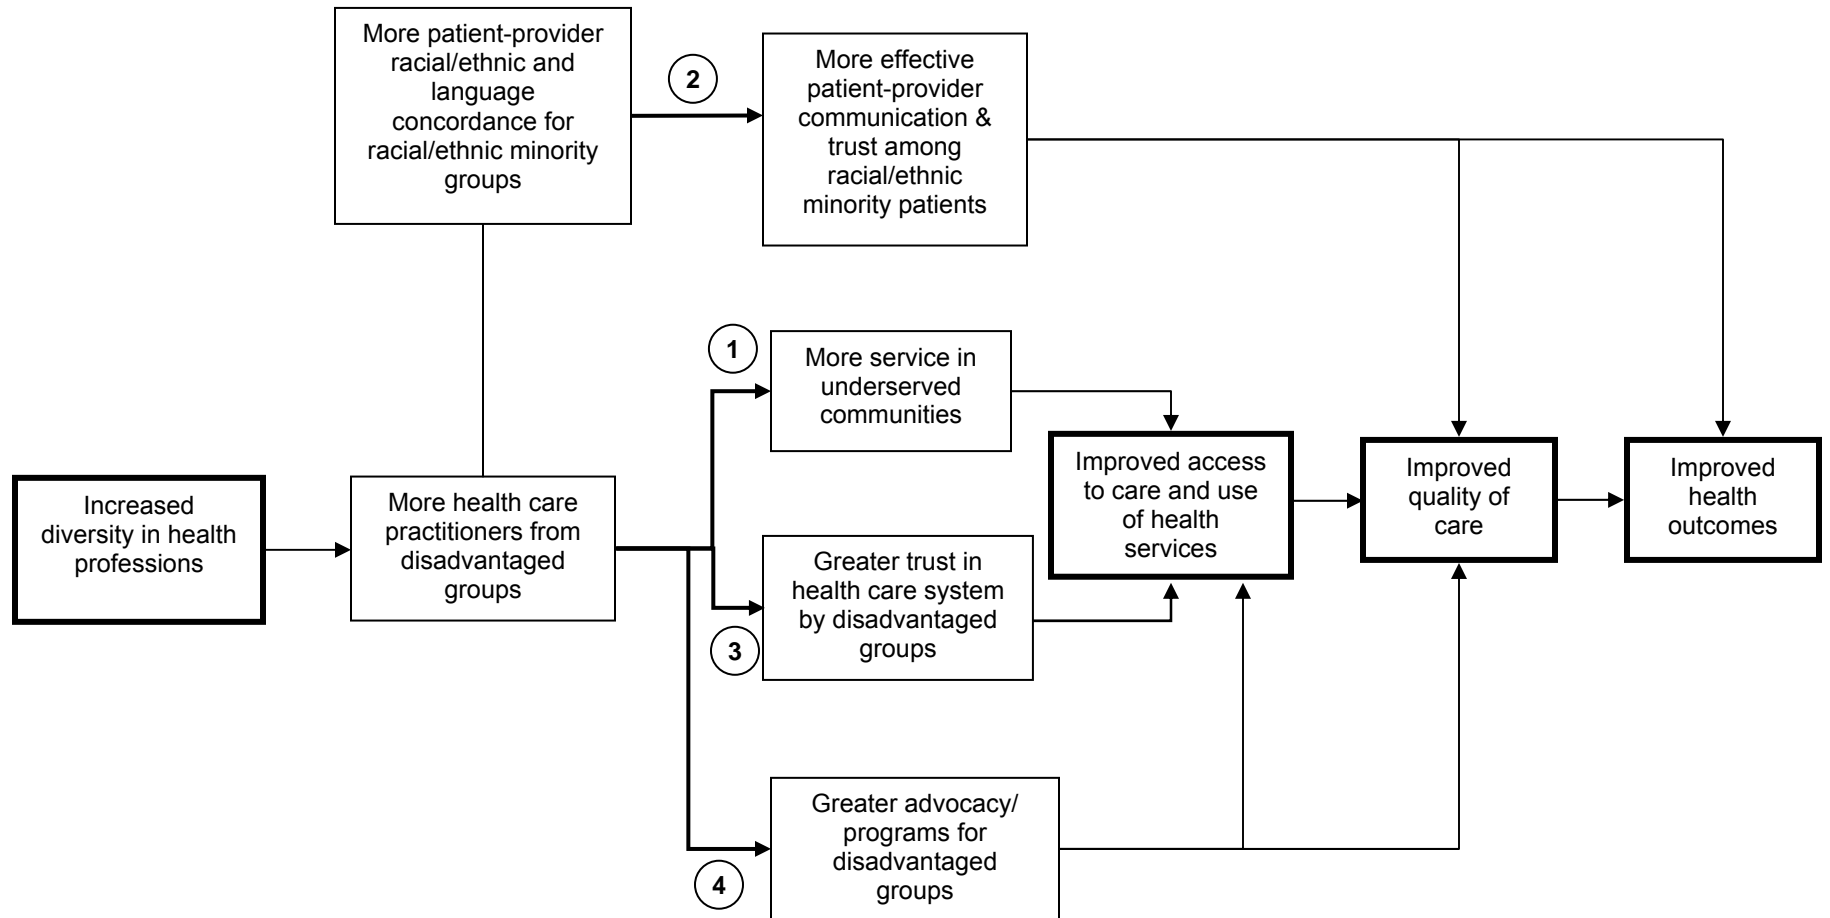 More patient-provider
racial/ethnic and
language
concordance for
racial/ethnic minority
groups
2
More effective
patient-provider
communication &
trust among
racial/ethnic
minority patients
1
More service in
underserved
communities
Increased
diversity in health
professions
More health care
practitioners from
disadvantaged
groups
Improved access
to care and use
of health
services
Improved
quality of
care
Improved
health
outcomes
3
Greater trust in
health care system
by disadvantaged
groups
4
Greater advocacy/
programs for
disadvantaged
groups